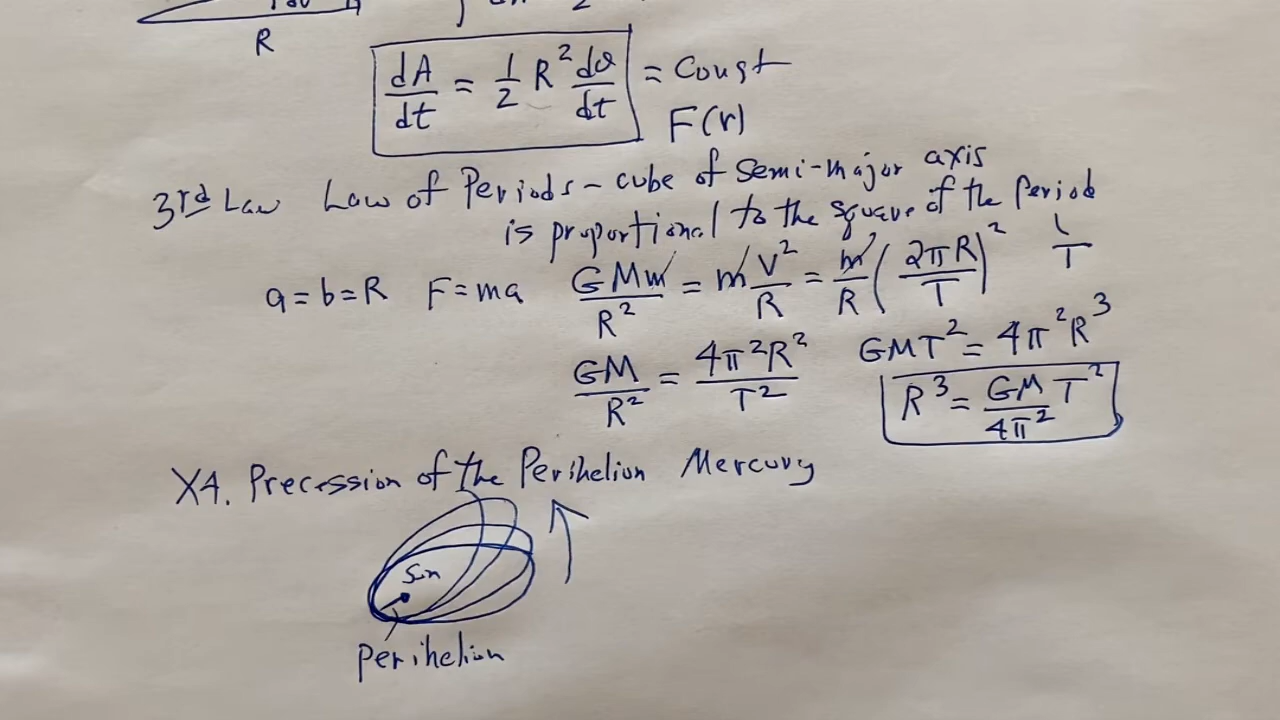 R
dA/dt = 1/2 R² dθ/dt = Const
F(r)
3rd Law Law of Periods - cube of semi-major axis
is proportional to the square of the Period
T
a = b = R F = ma GMm/R² = m V²/R = m/R (2πR/T)²
GM/R² = 4π²R²/T² GMT² = 4π²R³
R³ = GM/4π² T²
X4. Precession of the Perihelion Mercury
Sun
Perihelion